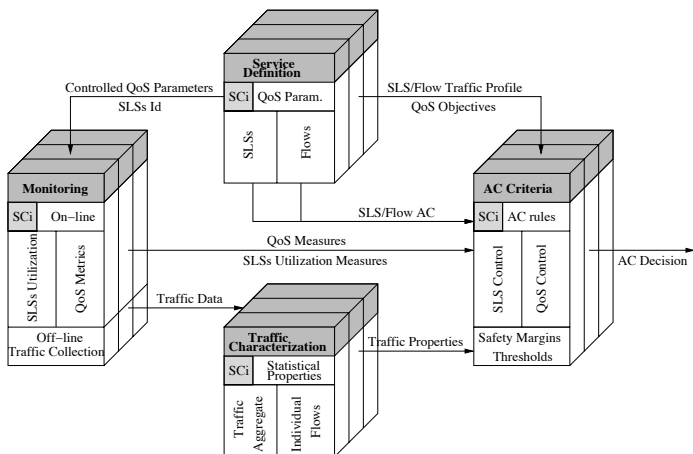 Service
Definition
SCi
QoS Param.
SLSs
Flows
Controlled QoS Parameters
SLSs Id
SLS/Flow Traffic Profile
QoS Objectives
Monitoring
SCi
On−line
SLSs Utilization
QoS Metrics
Off−line
Traffic Collection
AC Criteria
SCi
AC rules
SLS Control
QoS Control
Safety Margins
Thresholds
SLS/Flow AC
QoS Measures
SLSs Utilization Measures
AC Decision
Traffic Data
Traffic
Characterization
SCi
Statistical
Properties
Traffic
Aggregate
Individual
Flows
Traffic Properties